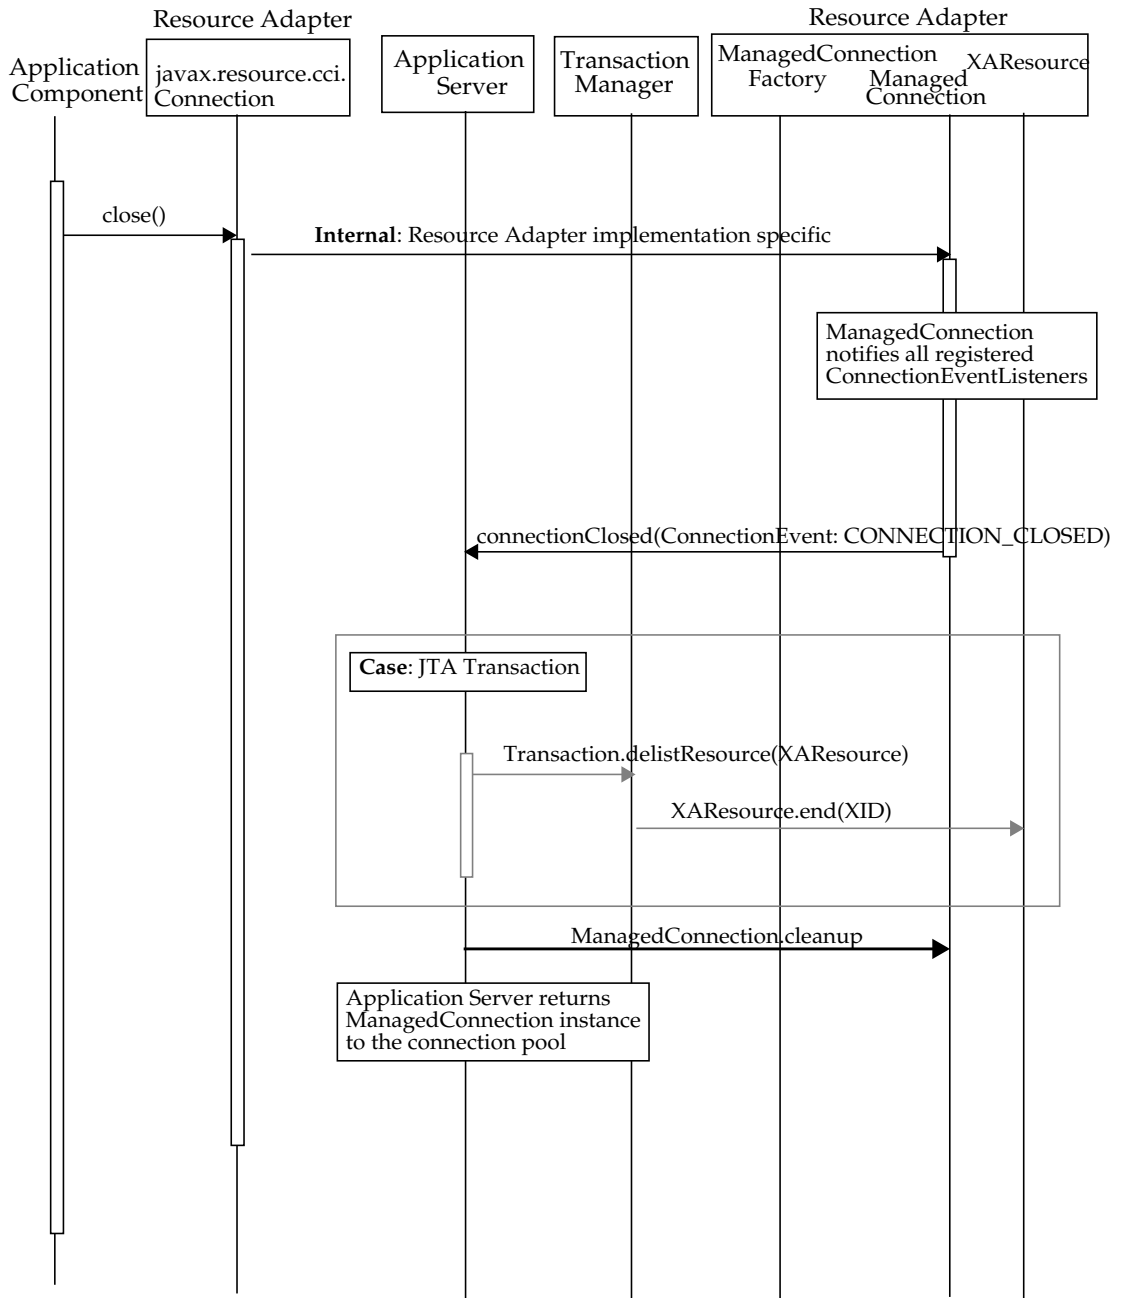 Resource Adapter
Resource Adapter
Application
Component
javax.resource.cci.
Connection
Application
Server
Transaction
Manager
ManagedConnection
Factory
Managed
Connection
XAResource
close()
Internal: Resource Adapter implementation specific
ManagedConnection
notifies all registered
ConnectionEventListeners
connectionClosed(ConnectionEvent: CONNECTION_CLOSED)
Case: JTA Transaction
Transaction.delistResource(XAResource)
XAResource.end(XID)
ManagedConnection.cleanup
Application Server returns
ManagedConnection instance
to the connection pool